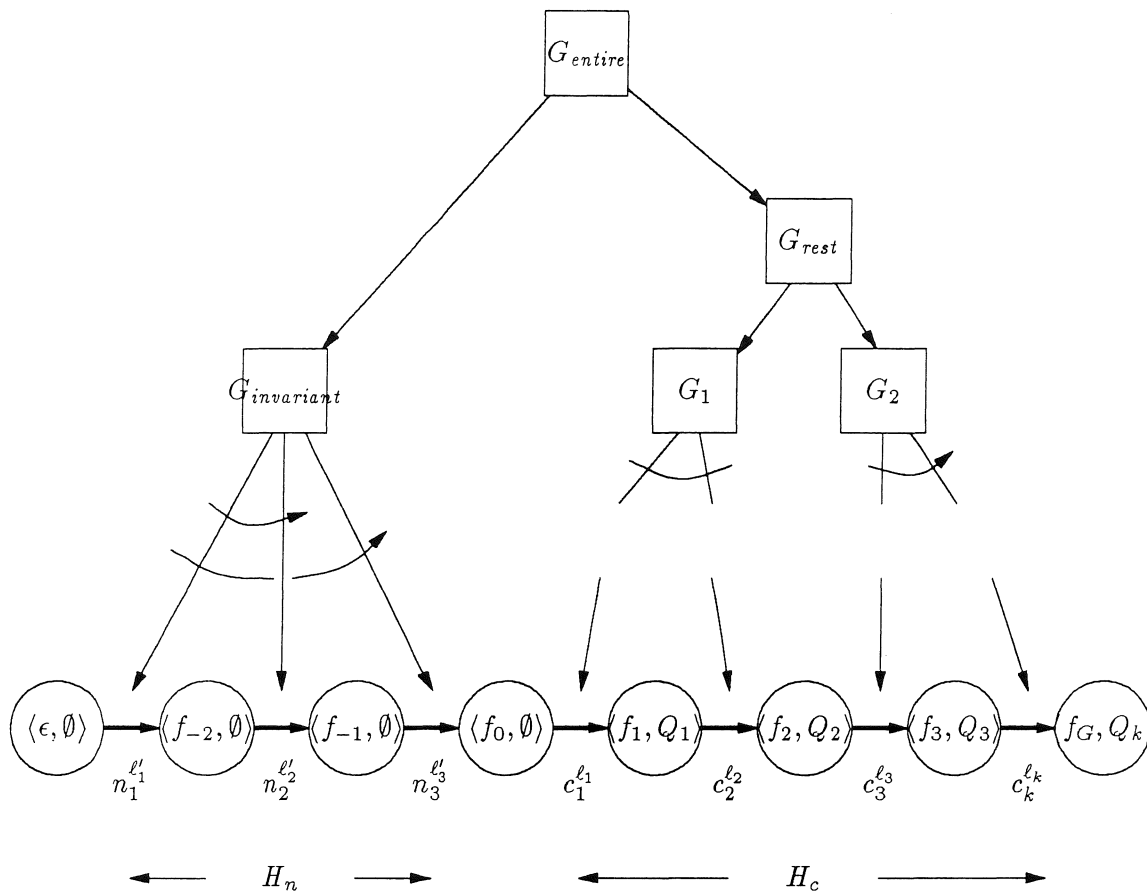 G_entire
G_rest
G_invariant
G_1
G_2
⟨ϵ, ∅⟩ ⟨f_{-2}, ∅⟩ ⟨f_{-1}, ∅⟩ ⟨f_0, ∅⟩ ⟨f_1, Q_1⟩ ⟨f_2, Q_2⟩ ⟨f_3, Q_3⟩ f_G, Q_k
n_1^{ℓ'_1} n_2^{ℓ'_2} n_3^{ℓ'_3} c_1^{ℓ_1} c_2^{ℓ_2} c_3^{ℓ_3} c_k^{ℓ_k}
H_n H_c